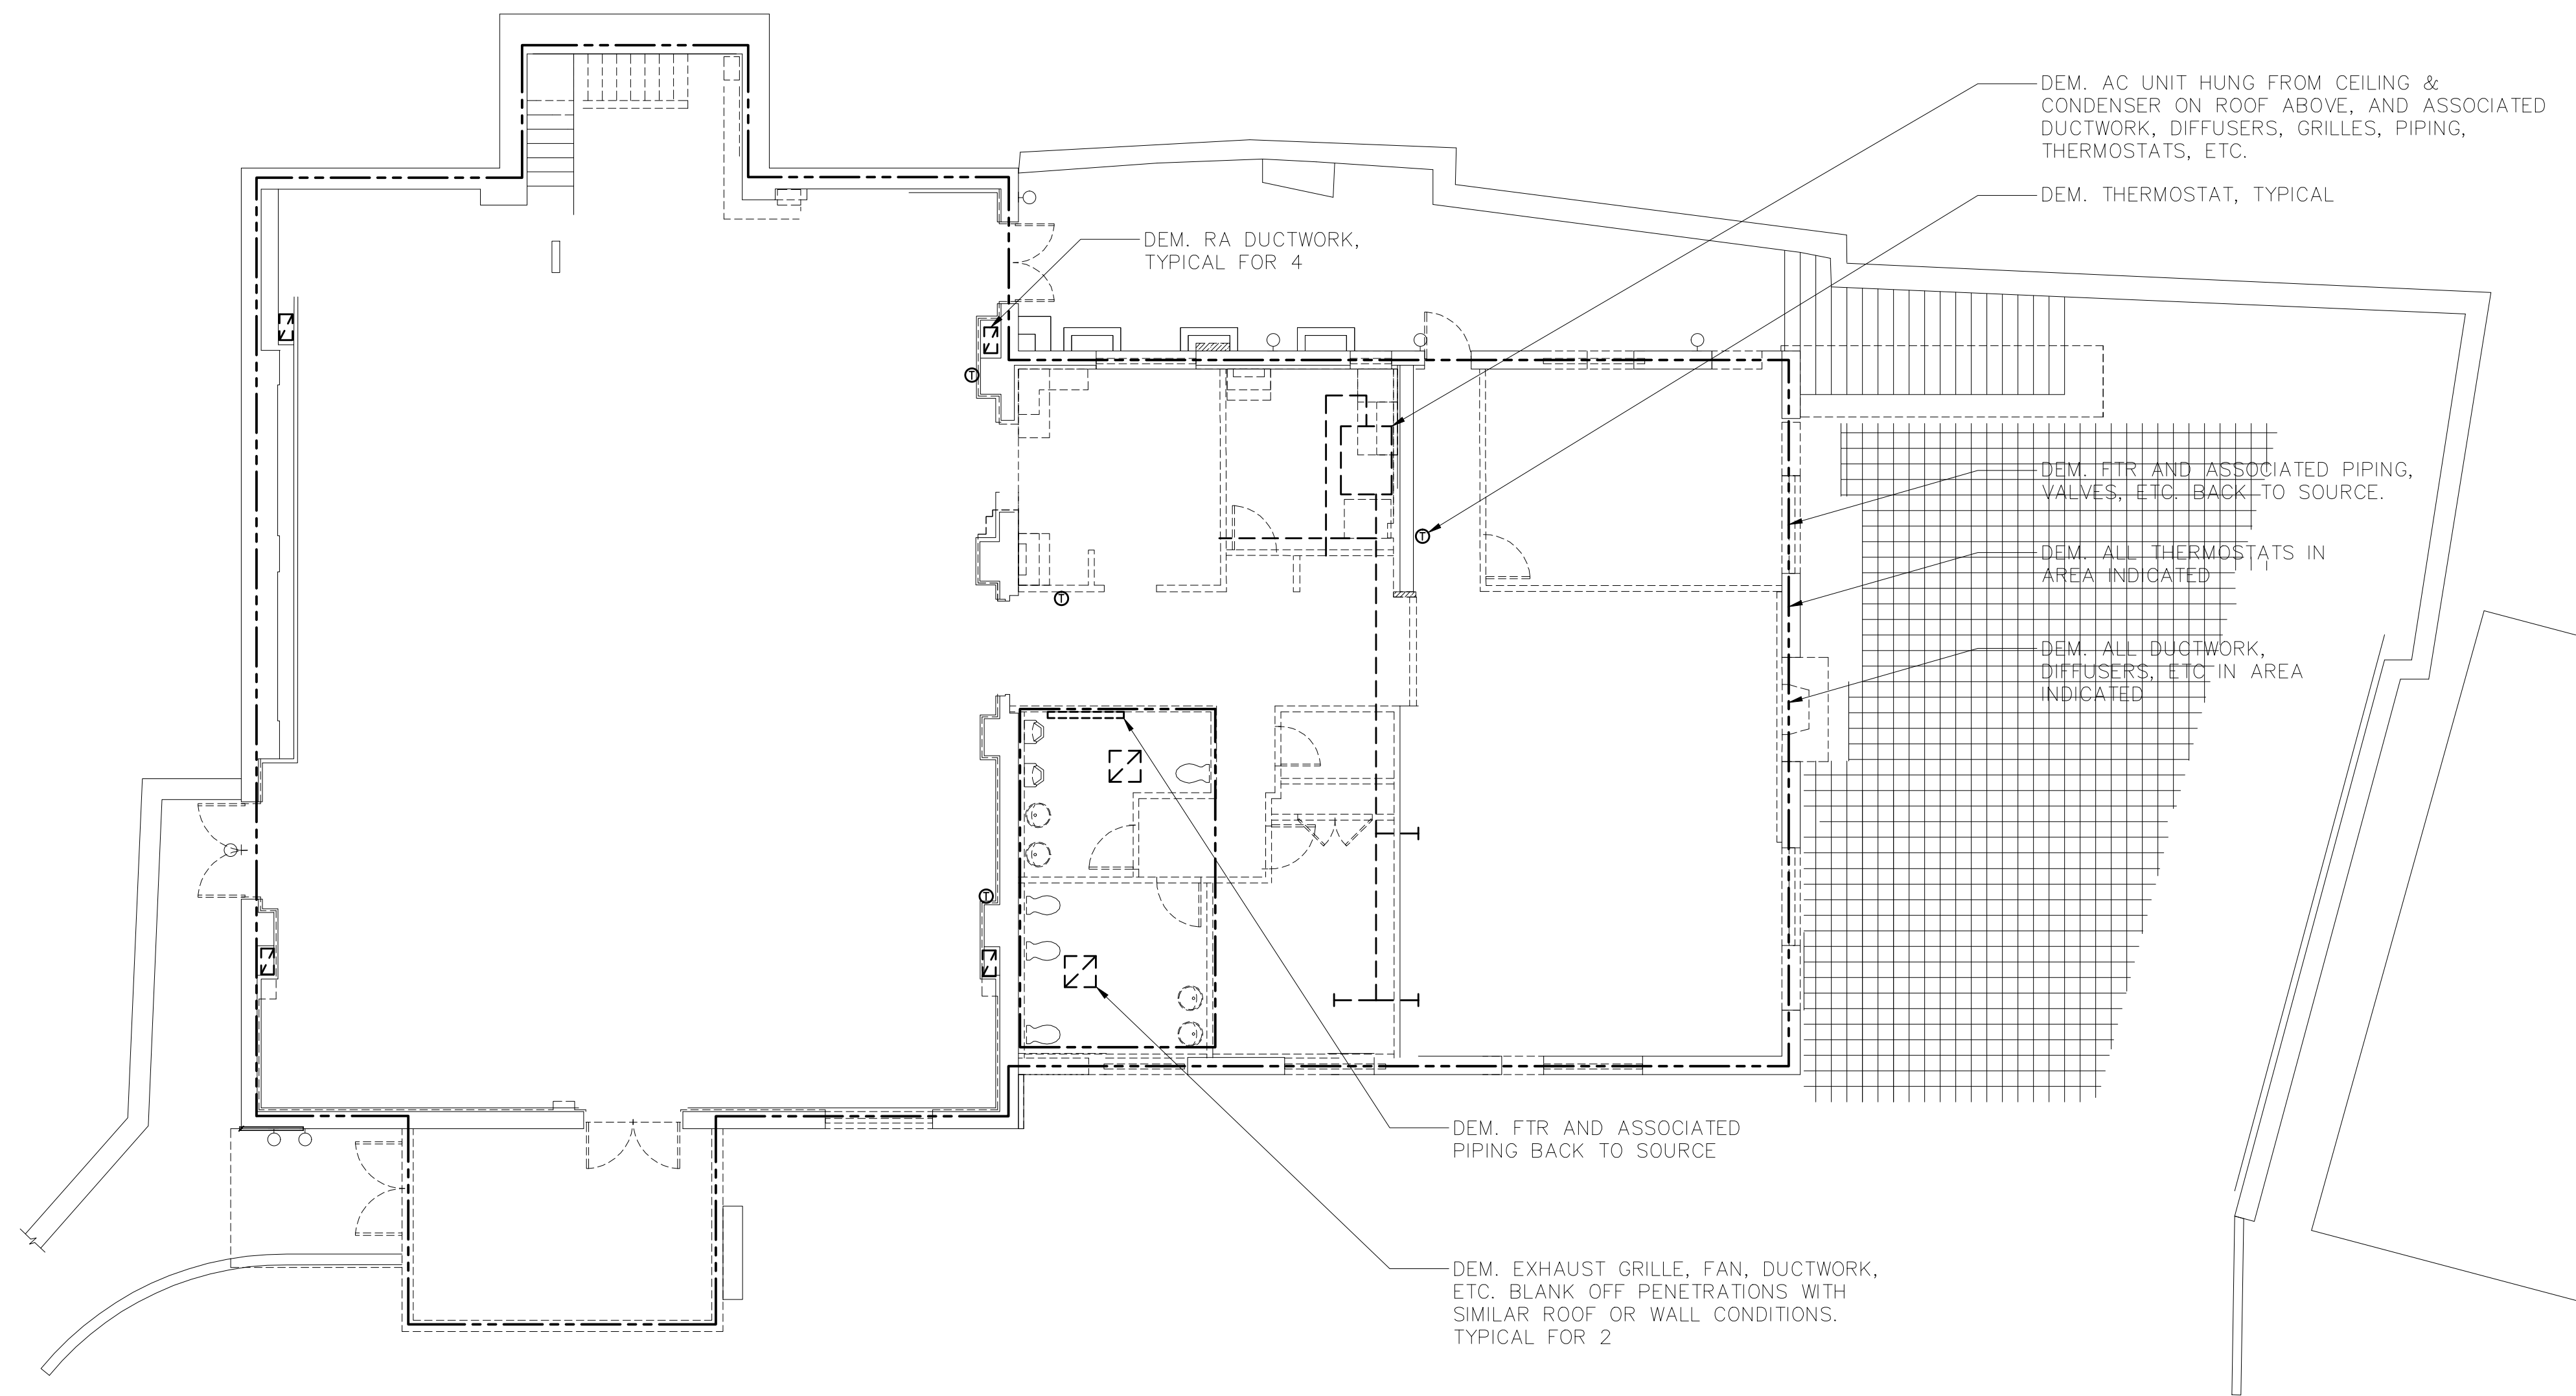 DEM. AC UNIT HUNG FROM CEILING &
CONDENSER ON ROOF ABOVE, AND ASSOCIATED
DUCTWORK, DIFFUSERS, GRILLES, PIPING,
THERMOSTATS, ETC.
DEM. THERMOSTAT, TYPICAL
DEM. RA DUCTWORK,
TYPICAL FOR 4
T
T
T
T
DEM. FTR AND ASSOCIATED PIPING,
VALVES, ETC. BACK TO SOURCE.
DEM. ALL THERMOSTATS IN
AREA INDICATED
DEM. ALL DUCTWORK,
DIFFUSERS, ETC IN AREA
INDICATED
DEM. FTR AND ASSOCIATED
PIPING BACK TO SOURCE
DEM. EXHAUST GRILLE, FAN, DUCTWORK,
ETC. BLANK OFF PENETRATIONS WITH
SIMILAR ROOF OR WALL CONDITIONS.
TYPICAL FOR 2